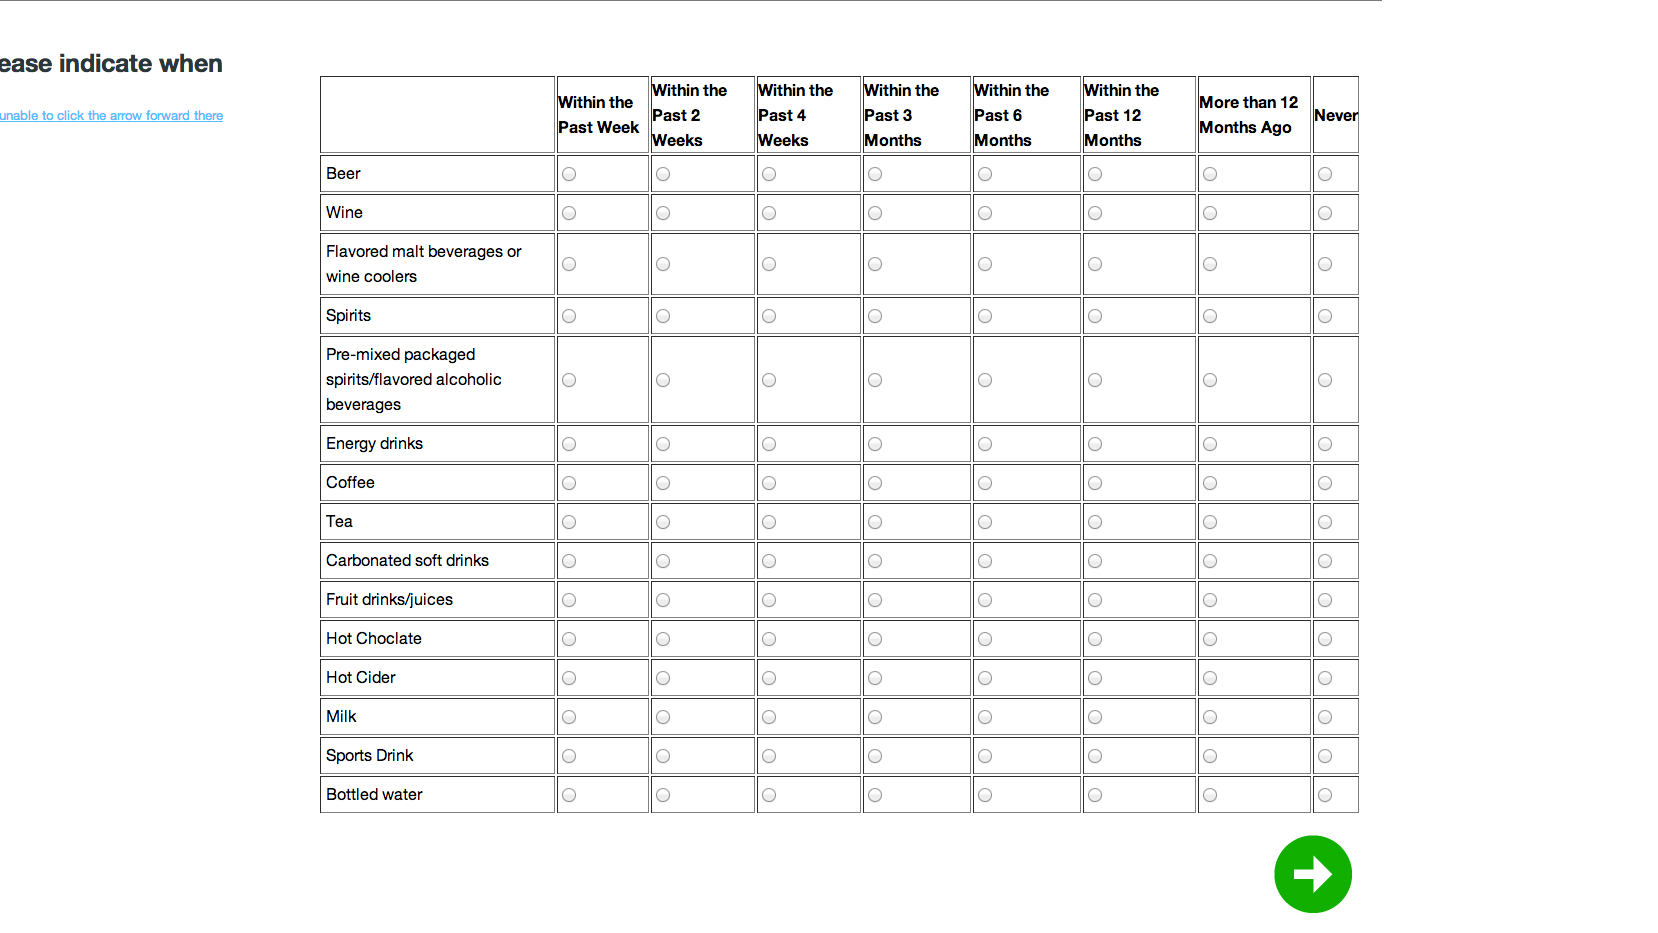 ease indicate when
unable to click the arrow forward there
Within the
Past Week
Within the
Past 2
Weeks
Within the
Past 4
Weeks
Within the
Past 3
Months
Within the
Past 6
Months
Within the
Past 12
Months
More than 12
Months Ago
Never
Beer
Wine
Flavored malt beverages or
wine coolers
Spirits
Pre-mixed packaged
spirits/flavored alcoholic
beverages
Energy drinks
Coffee
Tea
Carbonated soft drinks
Fruit drinks/juices
Hot Choclate
Hot Cider
Milk
Sports Drink
Bottled water